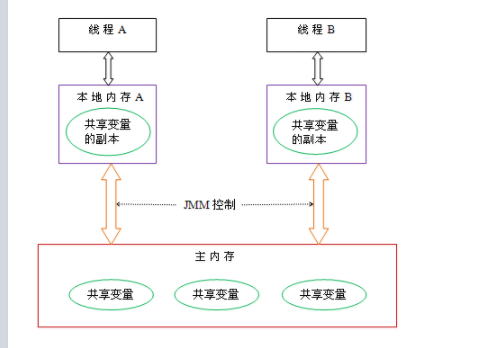 线程 A
线程 B
本地内存 A
本地内存 B
共享变量
的副本
共享变量
的副本
JMM 控制
主内存
共享变量
共享变量
共享变量